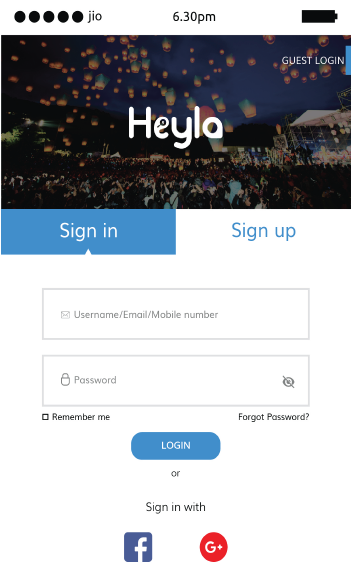 jio 6.30pm
GUEST LOGIN
Heyla
Sign in Sign up
Username/Email/Mobile number
Password
Remember me Forgot Password?
LOGIN
or
Sign in with
f G+